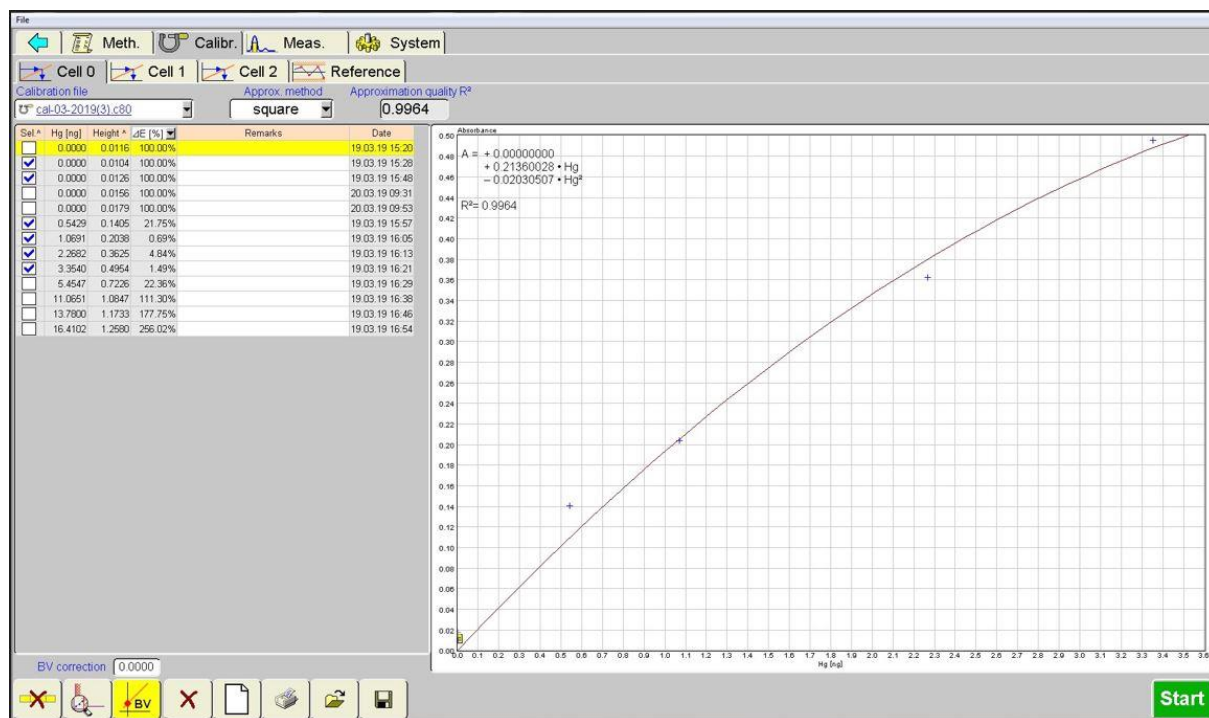 File
Meth. Calibr. Meas. System
Cell 0 Cell 1 Cell 2 Reference
Calibration file Approx. method Approximation quality R²
cal-03-2019(3).c80 square 0.9964
Sel.^ Hg [ng] Height ^ ⊿E [%] Remarks Date
0.0000 0.0116 100.00% 19.03.19 15:20
0.0000 0.0104 100.00% 19.03.19 15:28
0.0000 0.0126 100.00% 19.03.19 15:48
0.0000 0.0156 100.00% 20.03.19 09:31
0.0000 0.0179 100.00% 20.03.19 09:53
0.5429 0.1405 21.75% 19.03.19 15:57
1.0691 0.2038 0.69% 19.03.19 16:05
2.2682 0.3625 4.84% 19.03.19 16:13
3.3540 0.4954 1.49% 19.03.19 16:21
5.4547 0.7226 22.36% 19.03.19 16:29
11.0651 1.0847 111.30% 19.03.19 16:38
13.7800 1.1733 177.75% 19.03.19 16:46
16.4102 1.2580 256.02% 19.03.19 16:54
BV correction 0.0000
BV
Absorbance
A = + 0.00000000
+ 0.21360028 • Hg
– 0.02030507 • Hg²
R²= 0.9964
0.50
0.48
0.46
0.44
0.42
0.40
0.38
0.36
0.34
0.32
0.30
0.28
0.26
0.24
0.22
0.20
0.18
0.16
0.14
0.12
0.10
0.08
0.06
0.04
0.02
0.00
0.0 0.1 0.2 0.3 0.4 0.5 0.6 0.7 0.8 0.9 1.0 1.1 1.2 1.3 1.4 1.5 1.6 1.7 1.8 1.9 2.0 2.1 2.2 2.3 2.4 2.5 2.6 2.7 2.8 2.9 3.0 3.1 3.2 3.3 3.4 3.5 3.6
Hg [ng]
Start